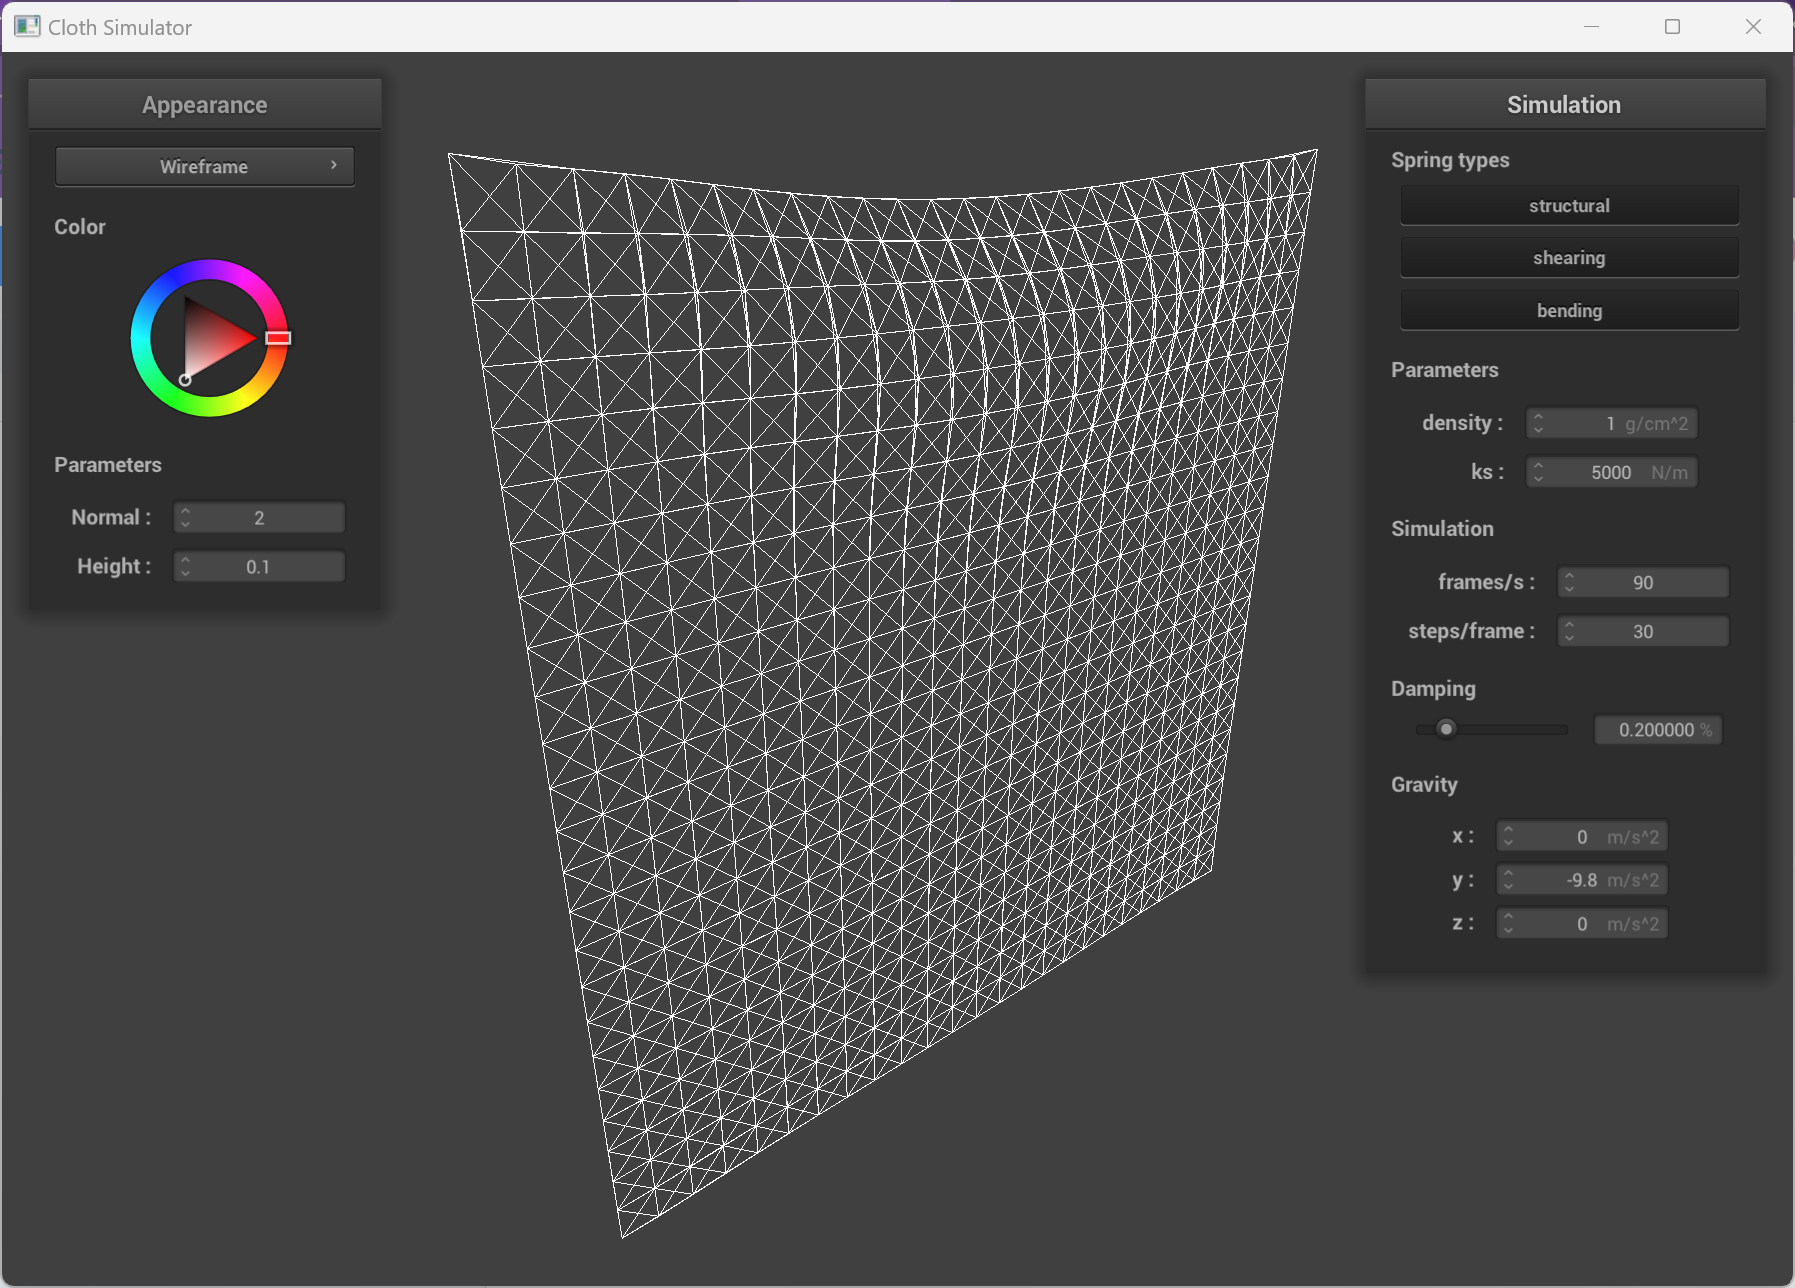 Cloth Simulator
Appearance
Wireframe
Color
Parameters
Normal : 2
Height : 0.1
Simulation
Spring types
structural
shearing
bending
Parameters
density : 1 g/cm^2
ks : 5000 N/m
Simulation
frames/s : 90
steps/frame : 30
Damping
0.200000 %
Gravity
x : 0 m/s^2
y : -9.8 m/s^2
z : 0 m/s^2